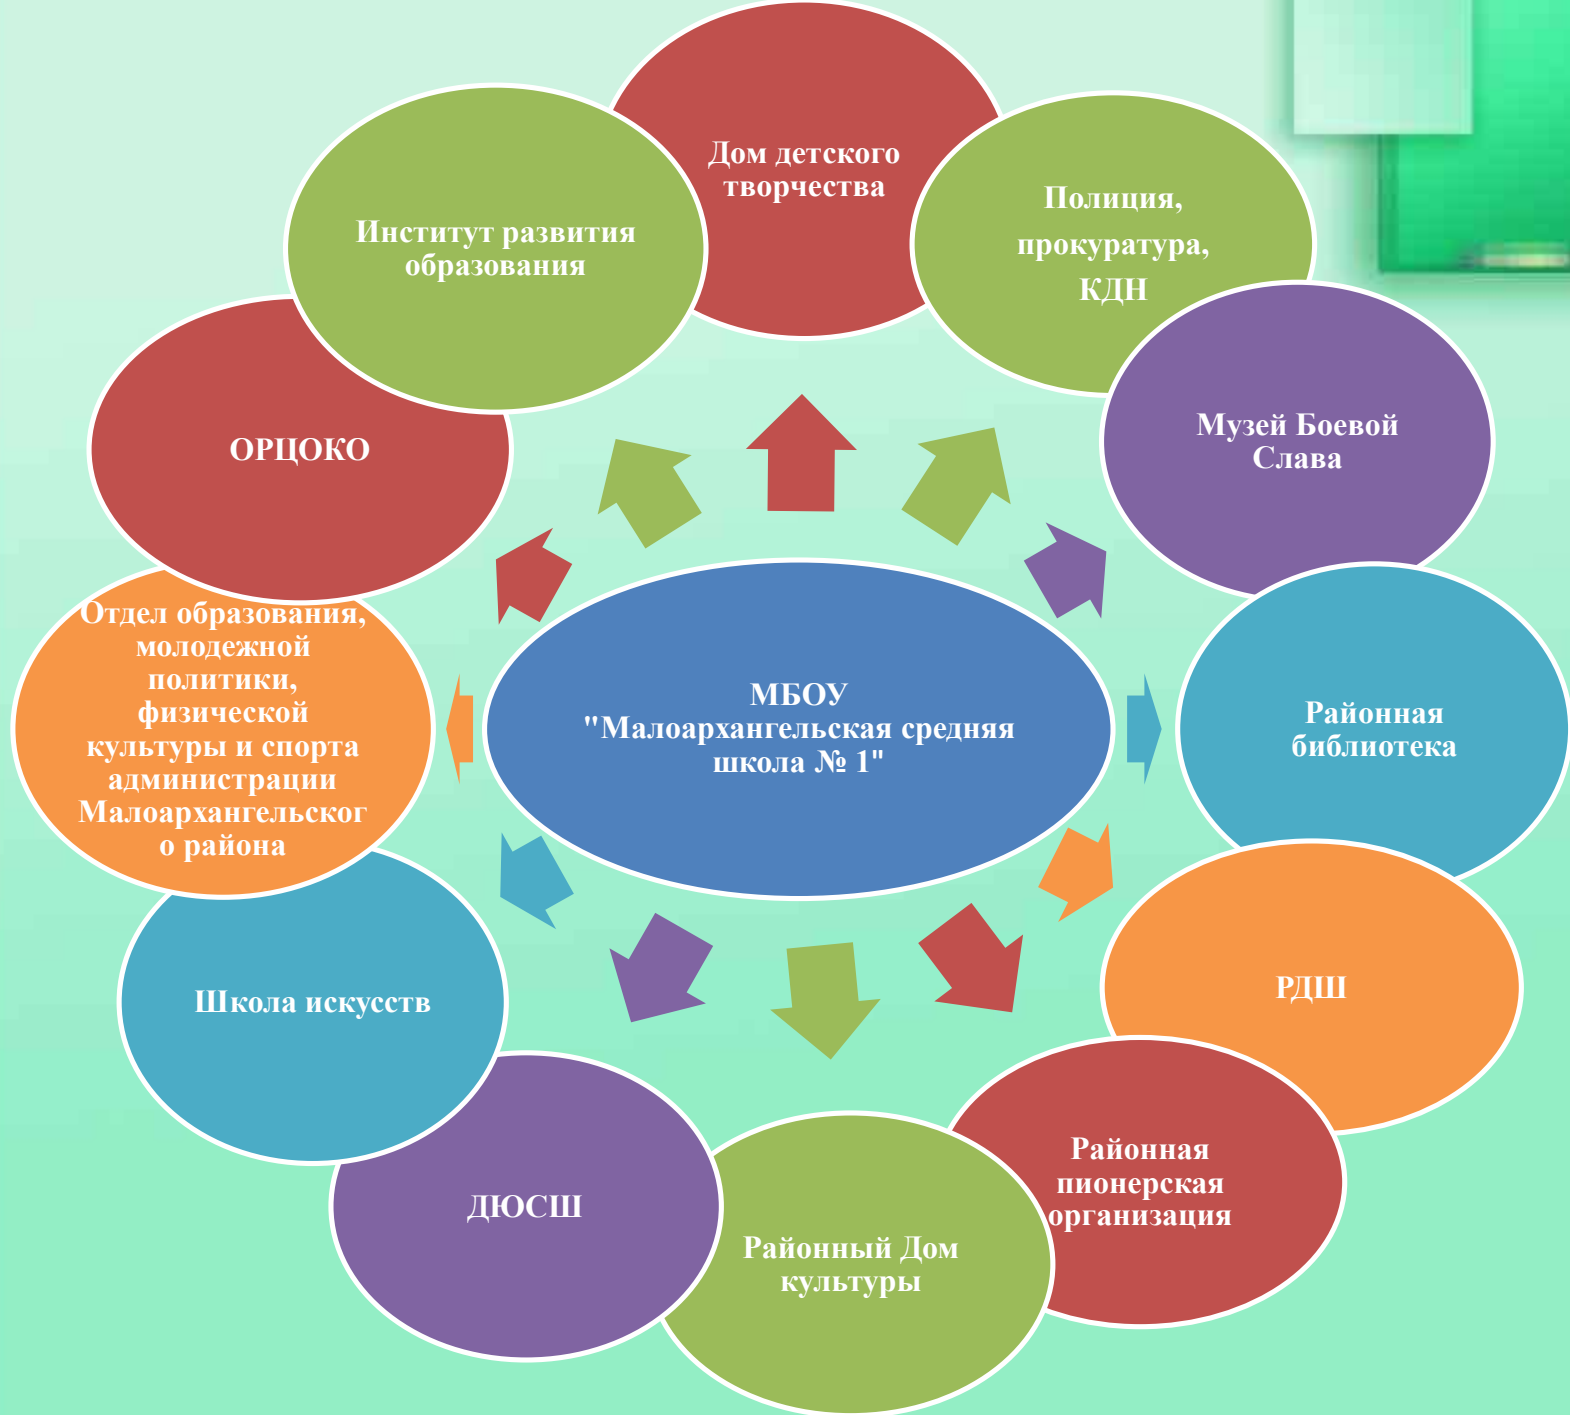 Дом детского
творчества
Полиция,
прокуратура,
КДН
Музей Боевой
Слава
Районная
библиотека
РДШ
Районная
пионерская
организация
Районный Дом
культуры
ДЮСШ
Школа искусств
Отдел образования,
молодежной
политики,
физической
культуры и спорта
администрации
Малоархангельског
о района
ОРЦОКО
Институт развития
образования
МБОУ
"Малоархангельская средняя
школа № 1"